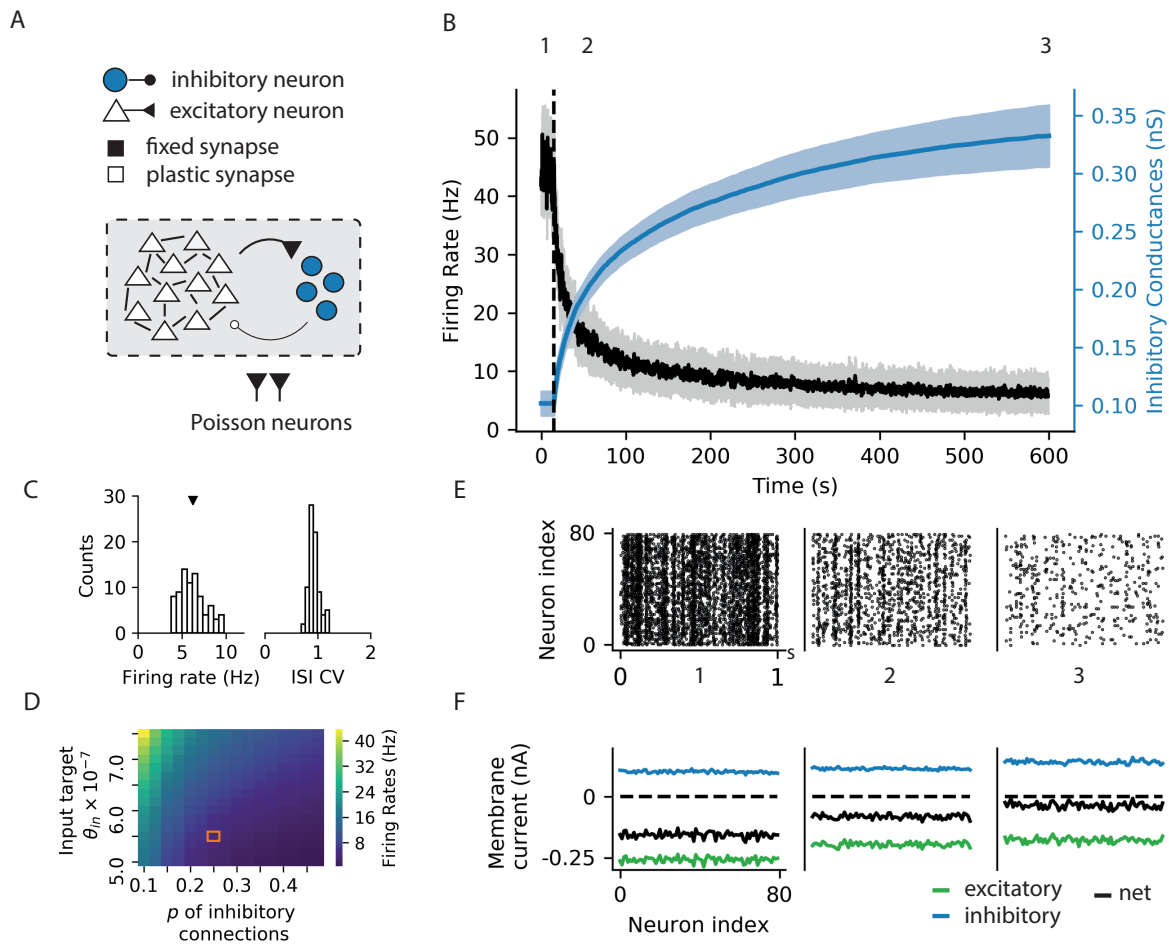 A
inhibitory neuron
excitatory neuron
fixed synapse
plastic synapse
Poisson neurons
B
1 2 3
Firing Rate (Hz)
50
40
30
20
10
0
0 100 200 300 400 500 600
Time (s)
0.35
0.30
0.25
0.20
0.15
0.10
Inhibitory Conductances (nS)
C
Counts
30
20
10
0
0 5 10
Firing rate (Hz)
0 1 2
ISI CV
D
Input target
θin × 10⁻⁷
7.0
6.0
5.0
0.1 0.2 0.3 0.4
p of inhibitory
connections
40
32
24
16
8
Firing Rates (Hz)
E
Neuron index
80
0
0 1 1 s
2
3
F
Membrane
current (nA)
0
-0.25
0 80
Neuron index
excitatory
inhibitory
net